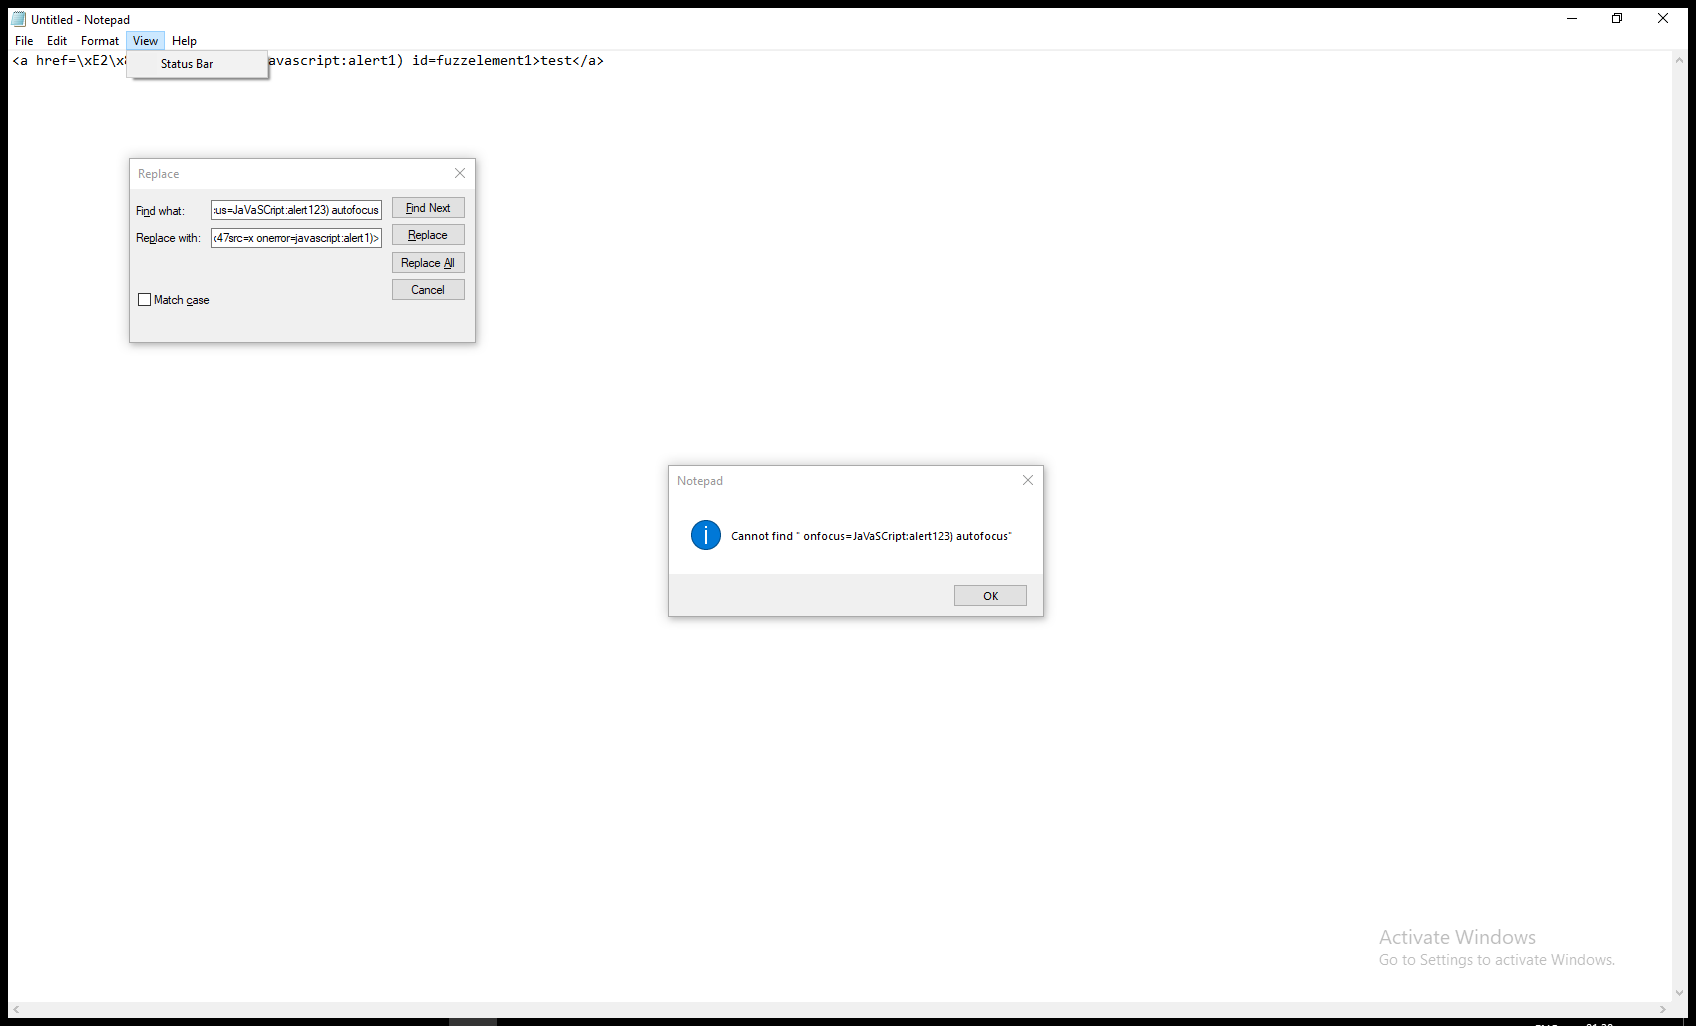 Untitled - Notepad
File Edit Format View Help
<a href=\xE2\x avascript:alert1) id=fuzzelement1>test</a>
Status Bar
Replace
Find what: us=JaVaSCript:alert123) autofocus Find Next
Replace with: 47src=x onerror=javascript:alert1)> Replace
Replace All
Cancel
Match case
Notepad
Cannot find " onfocus=JaVaSCript:alert123) autofocus"
OK
Activate Windows
Go to Settings to activate Windows.